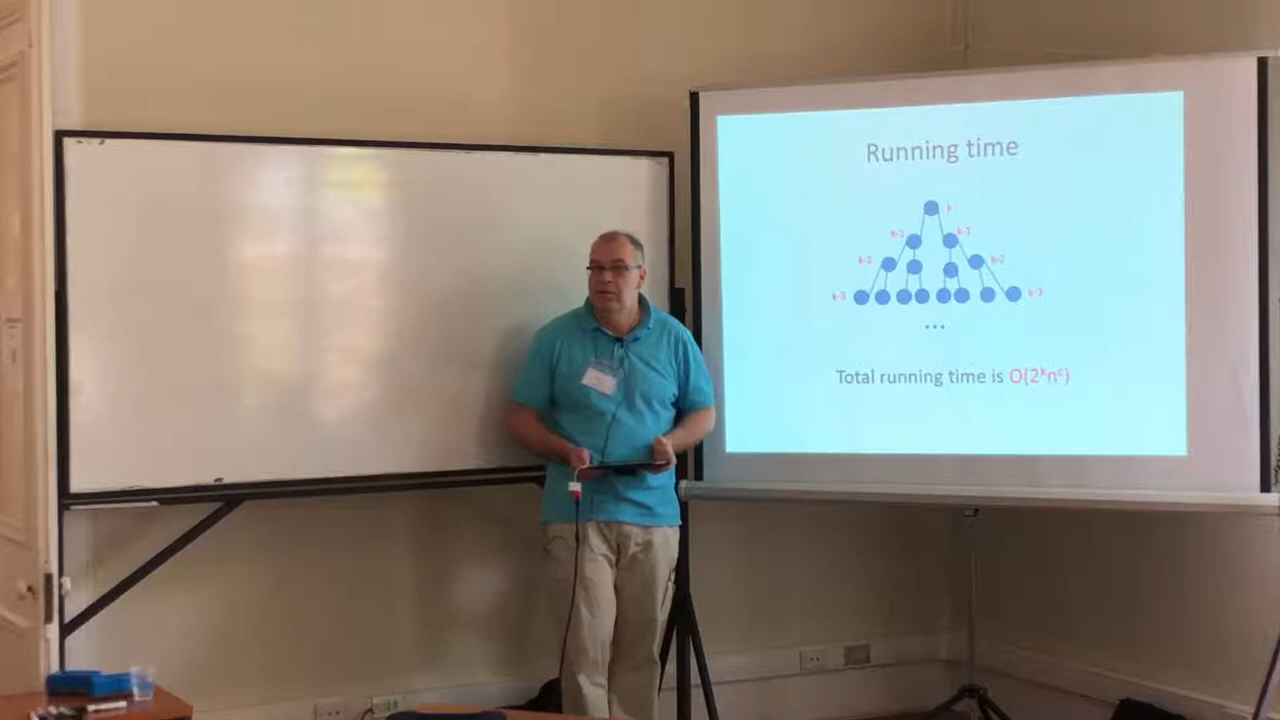 Running time
k
k-1 k-1
k-2 k-2
k-3 k-3
...
Total running time is O(2ᵏnᶜ)